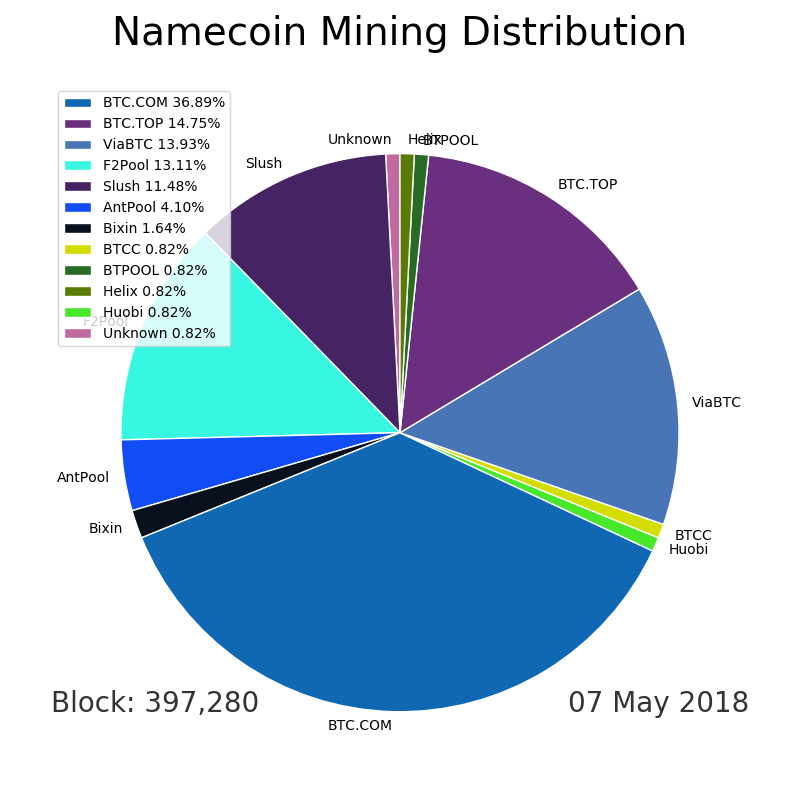 Namecoin Mining Distribution
BTC.COM 36.89%
BTC.TOP 14.75%
ViaBTC 13.93%
F2Pool 13.11%
Slush 11.48%
AntPool 4.10%
Bixin 1.64%
BTCC 0.82%
BTPOOL 0.82%
Helix 0.82%
Huobi 0.82%
Unknown 0.82%
Unknown
Helix
BTPOOL
Slush
BTC.TOP
F2Pool
ViaBTC
AntPool
Bixin
BTCC
Huobi
BTC.COM
Block: 397,280
07 May 2018